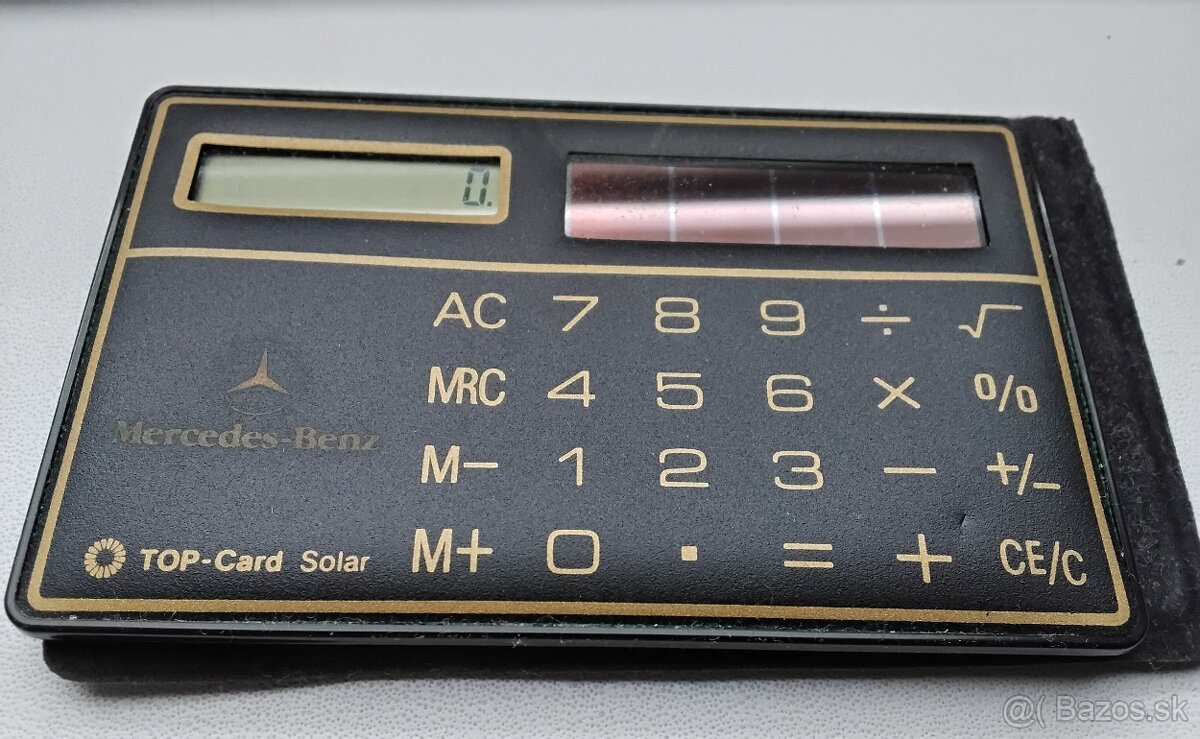 0.
AC 7 8 9 ÷ √
MRC 4 5 6 × %
M− 1 2 3 − +/−
M+ 0 . = + CE/C
Mercedes-Benz
TOP-Card Solar
@( Bazos.sk